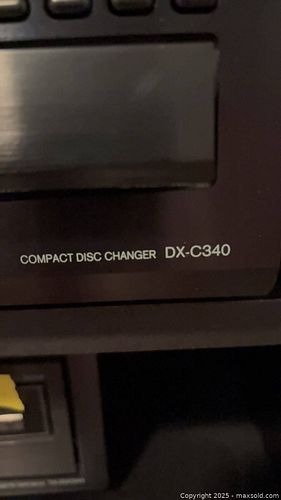 COMPACT DISC CHANGER DX-C340
Copyright 2025 - maxsold.com